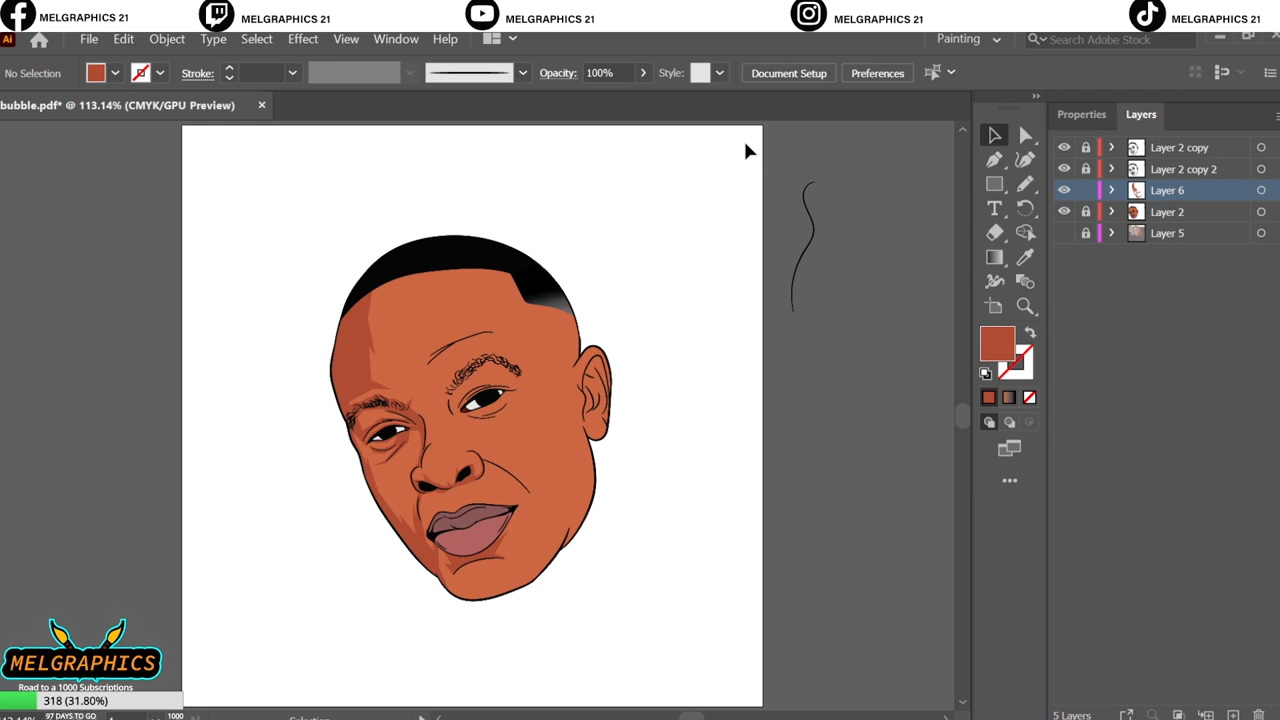 MELGRAPHICS 21
MELGRAPHICS 21
MELGRAPHICS 21
MELGRAPHICS 21
MELGRAPHICS 21
Ai File Edit Object Type Select Effect View Window Help Painting Search Adobe Stock
No Selection Stroke: Opacity: 100% Style: Document Setup Preferences
bubble.pdf* @ 113.14% (CMYK/GPU Preview)
Properties Layers
Layer 2 copy
Layer 2 copy 2
Layer 6
Layer 2
Layer 5
MELGRAPHICS
Road to a 1000 Subscriptions
318 (31.80%)
97 DAYS TO GO 1000
Selection
5 Layers